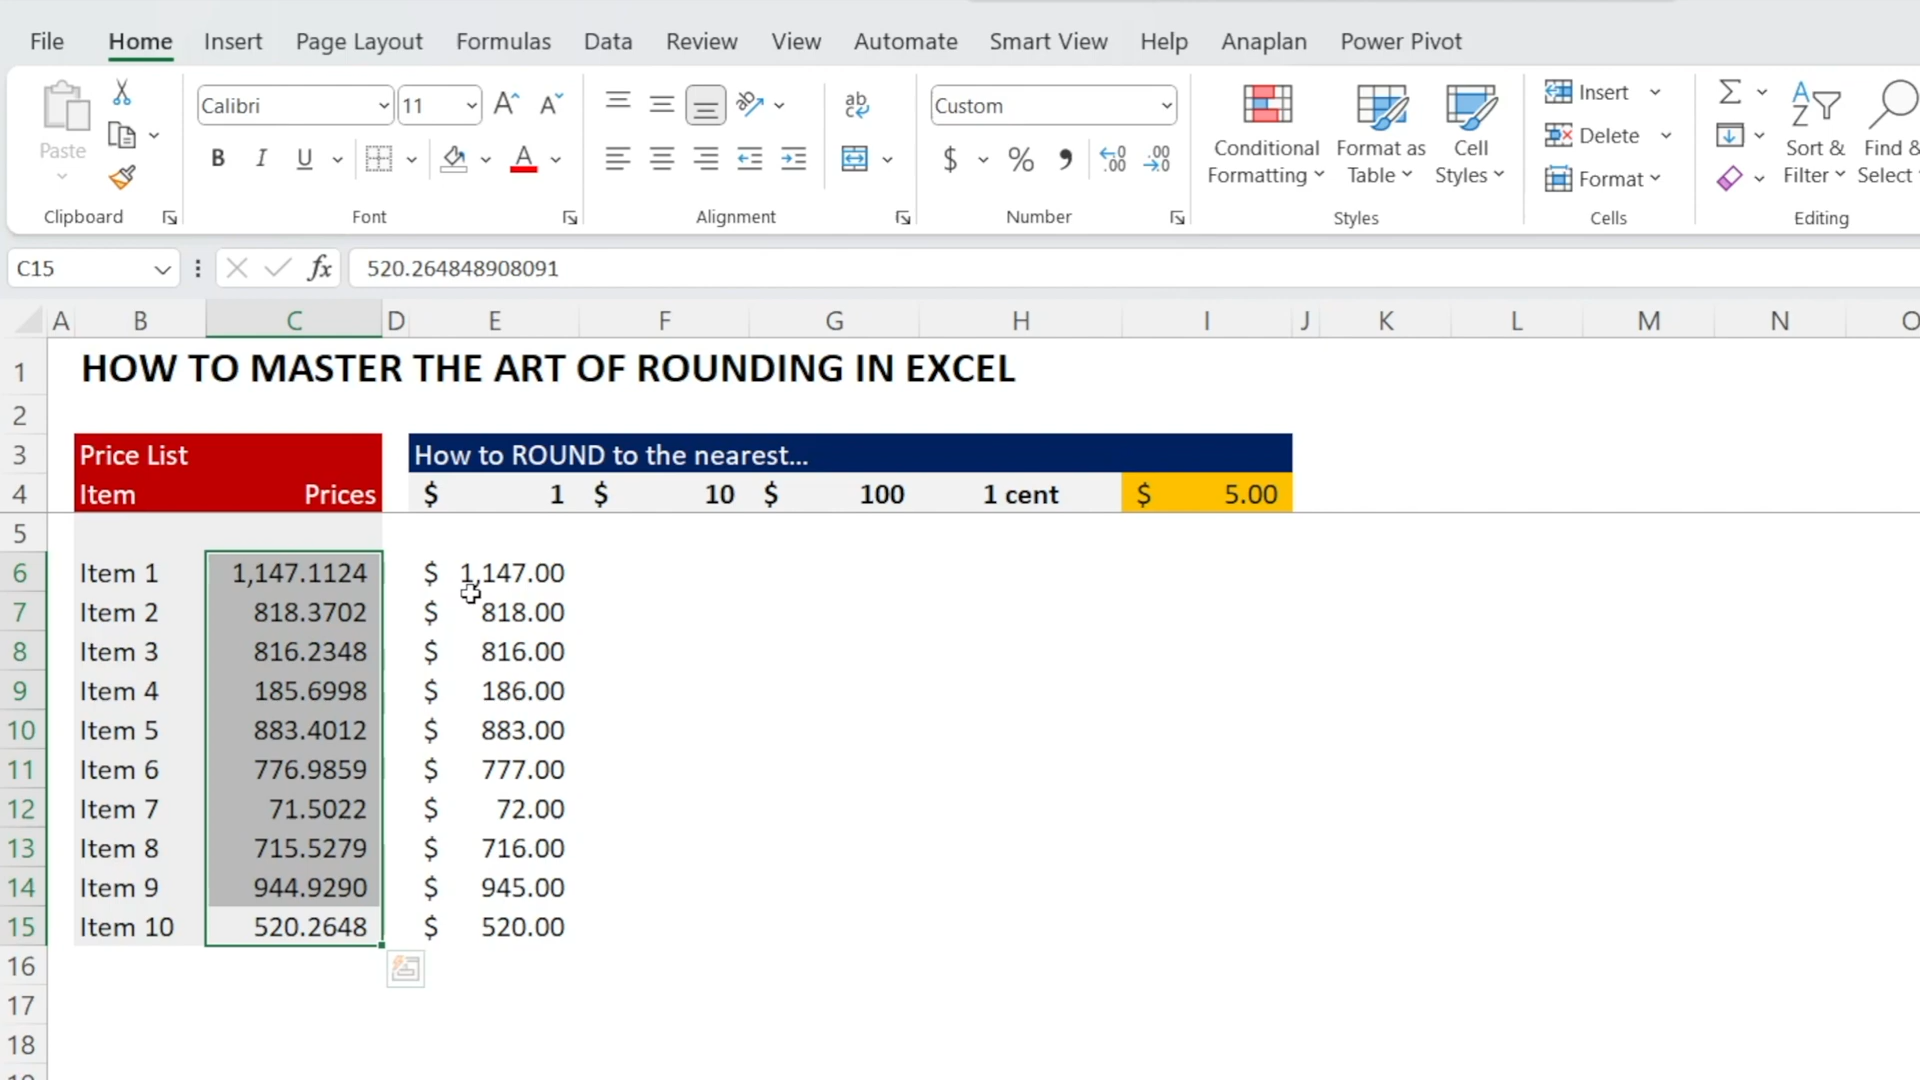 File Home Insert Page Layout Formulas Data Review View Automate Smart View Help Anaplan Power Pivot
Paste
Clipboard
Calibri 11 A A
B I U A
Font
ab
Alignment
Custom
$ % 9 .00 .00
Number
Conditional Formatting
Format as Table
Cell Styles
Styles
Insert
Delete
Format
Cells
Sort & Filter
Find & Select
Editing
C15 fx 520.264848908091
A B C D E F G H I J K L M N O
1 HOW TO MASTER THE ART OF ROUNDING IN EXCEL
2
3 Price List How to ROUND to the nearest...
4 Item Prices $ 1 $ 10 $ 100 1 cent $ 5.00
5
6 Item 1 1,147.1124 $ 1,147.00
7 Item 2 818.3702 $ 818.00
8 Item 3 816.2348 $ 816.00
9 Item 4 185.6998 $ 186.00
10 Item 5 883.4012 $ 883.00
11 Item 6 776.9859 $ 777.00
12 Item 7 71.5022 $ 72.00
13 Item 8 715.5279 $ 716.00
14 Item 9 944.9290 $ 945.00
15 Item 10 520.2648 $ 520.00
16
17
18